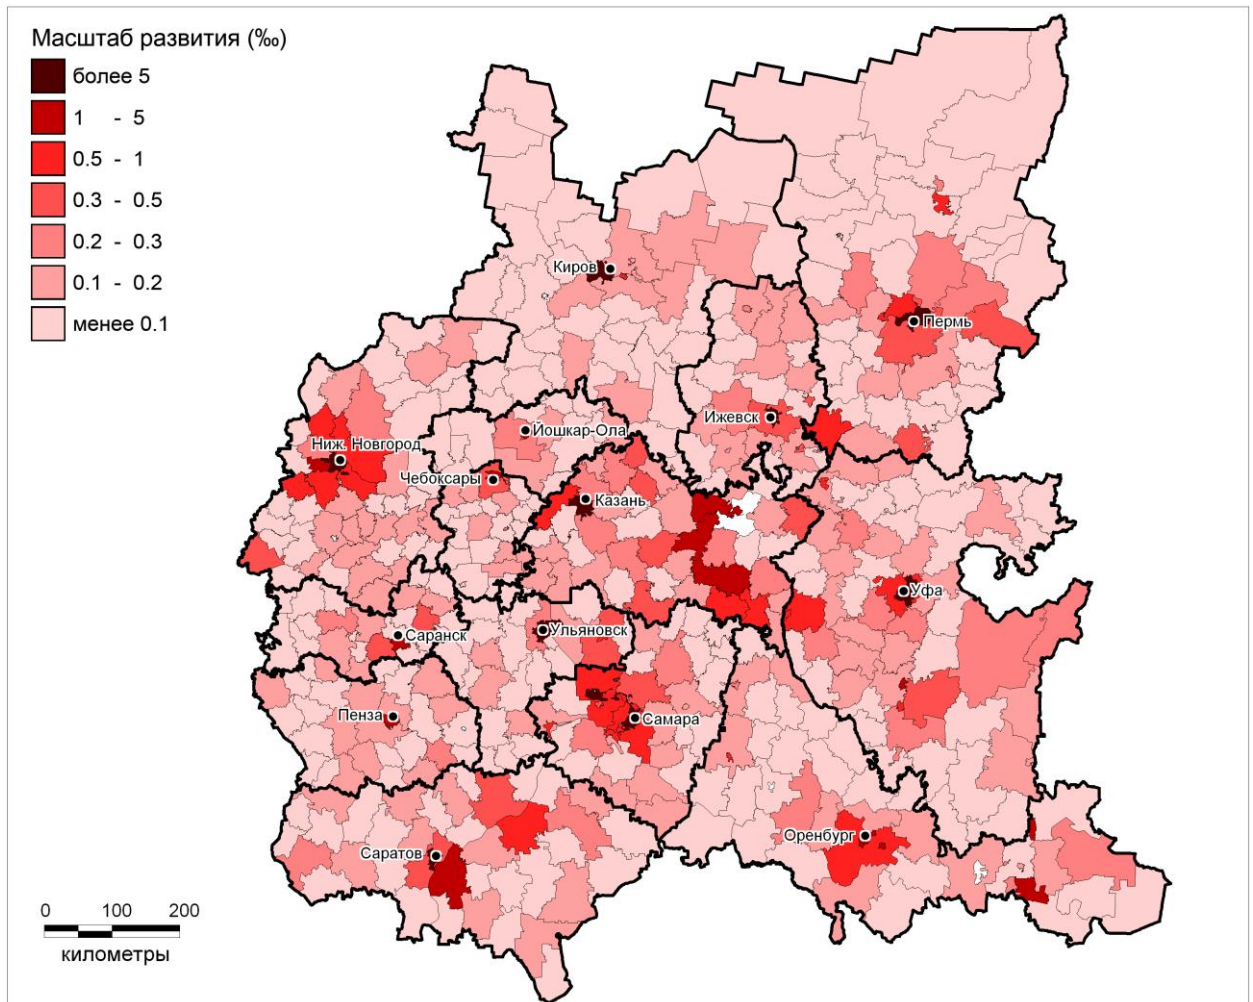 Масштаб развития (‰)
более 5
1 - 5
0.5 - 1
0.3 - 0.5
0.2 - 0.3
0.1 - 0.2
менее 0.1
Киров
Пермь
Ижевск
Йошкар-Ола
Ниж. Новгород
Чебоксары
Казань
Уфа
Ульяновск
Саранск
Пенза
Самара
Оренбург
Саратов
0 100 200
километры